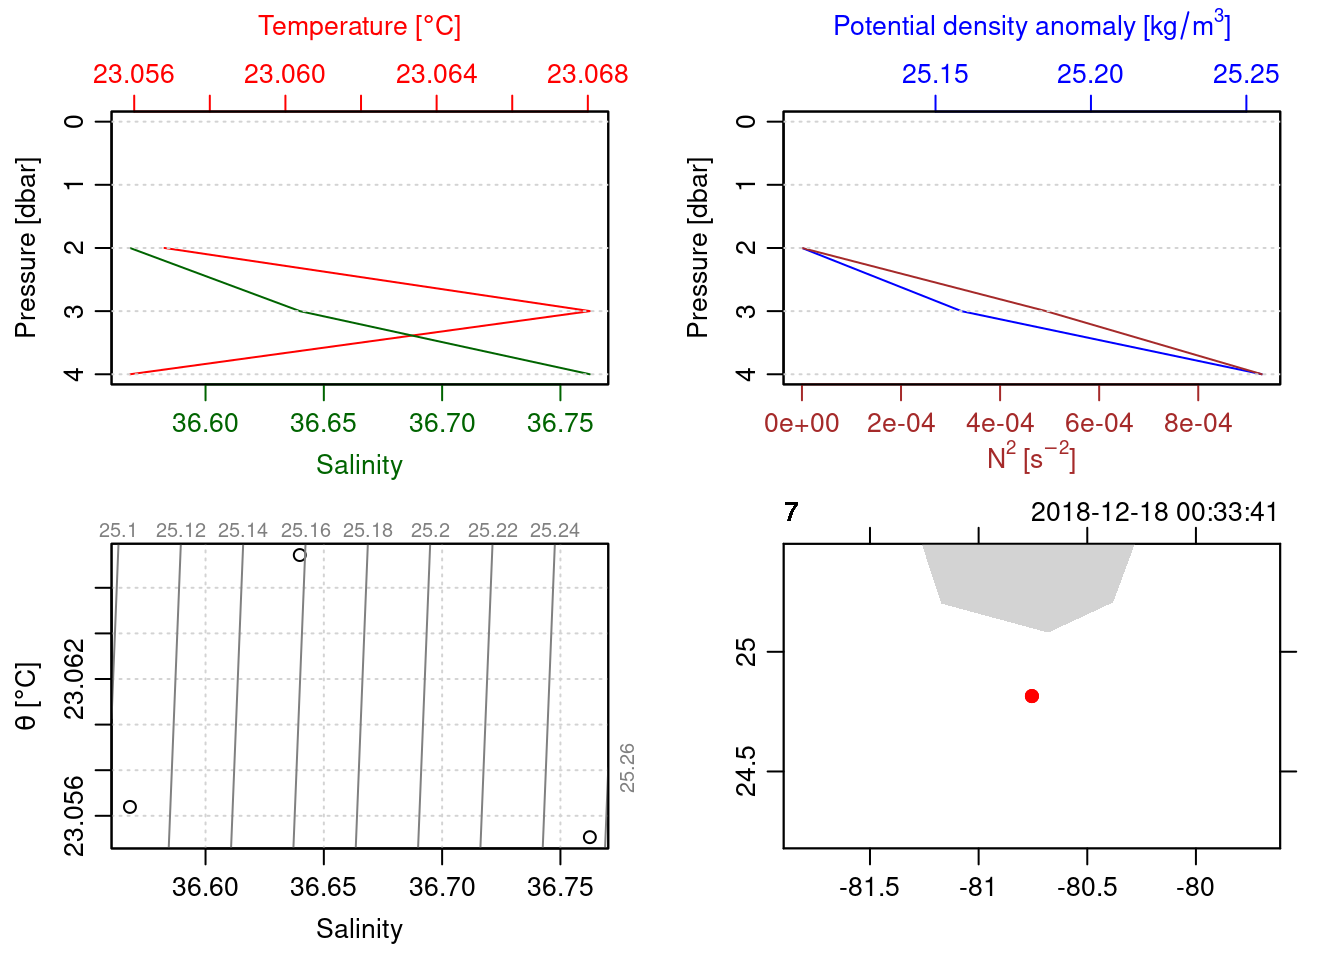 Temperature [°C]
23.056 23.060 23.064 23.068
0
1
2
3
4
Pressure [dbar]
36.60 36.65 36.70 36.75
Salinity
Potential density anomaly [kg/m³]
25.15 25.20 25.25
0
1
2
3
4
Pressure [dbar]
0e+00 2e-04 4e-04 6e-04 8e-04
N² [s⁻²]
25.1 25.12 25.14 25.16 25.18 25.2 25.22 25.24
25.26
23.062
23.056
θ [°C]
36.60 36.65 36.70 36.75
Salinity
7 2018-12-18 00:33:41
25
24.5
-81.5 -81 -80.5 -80